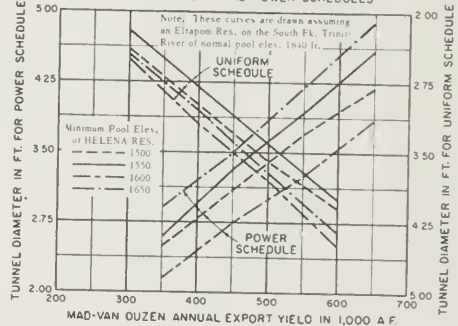 POWER SCHEDULES
Note, These curves are drawn assuming
an Eltapom Res. on the South Fk. Trinity
River of normal pool elev. 1840 ft.
UNIFORM
SCHEDULE
Minimum Pool Elev.
of HELENA RES.
1500
1550
1600
1650
POWER
SCHEDULE
TUNNEL DIAMETER IN FT. FOR POWER SCHEDULE
5.00
4.25
3.50
2.75
2.00
TUNNEL DIAMETER IN FT. FOR UNIFORM SCHEDULE
2.00
2.75
3.50
4.25
5.00
200 300 400 500 600 700
MAD-VAN DUZEN ANNUAL EXPORT YIELD IN 1,000 A.F.